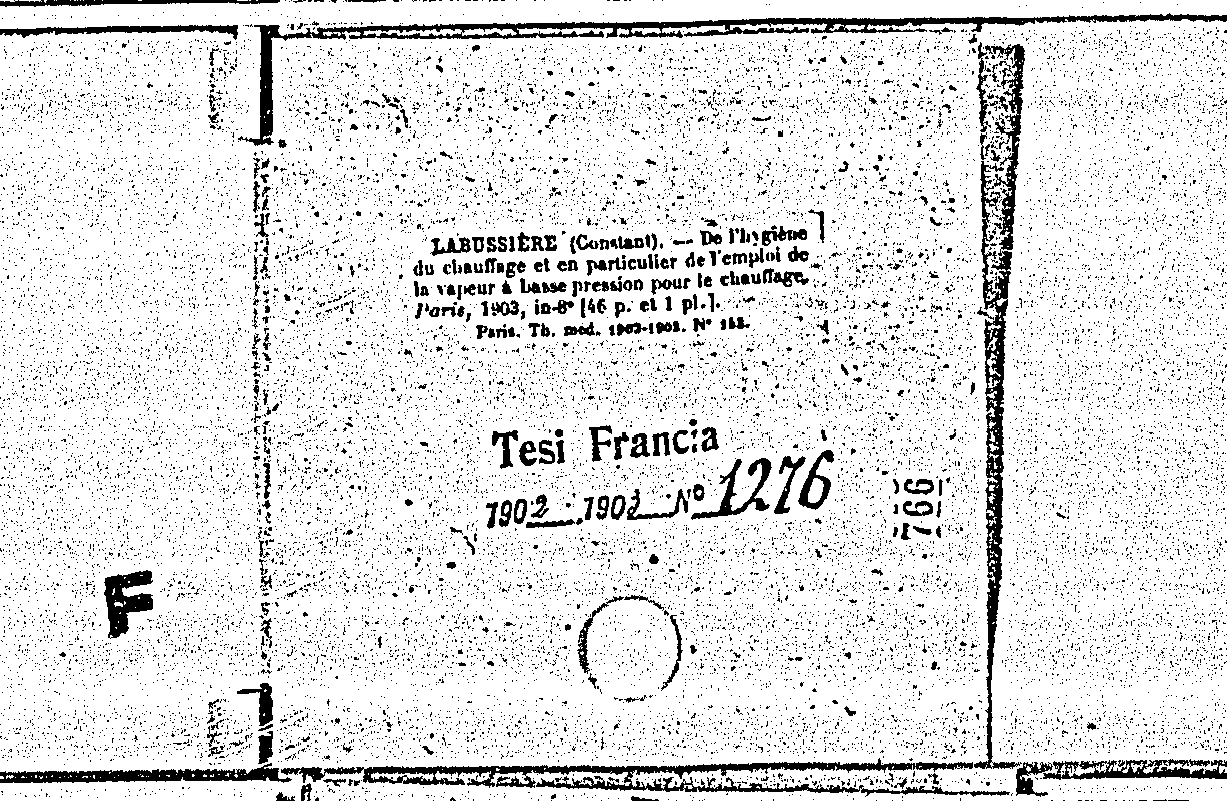 LABUSSIÈRE (Constant). — De l'hygiène
du chauffage et en particulier de l'emploi de
la vapeur à basse pression pour le chauffage.
Paris, 1903, in-8° [46 p. et 1 pl.].
Paris. Th. med. 1902-1903. N°
Tesi Francia
1902 1903 N° 1276
766
F